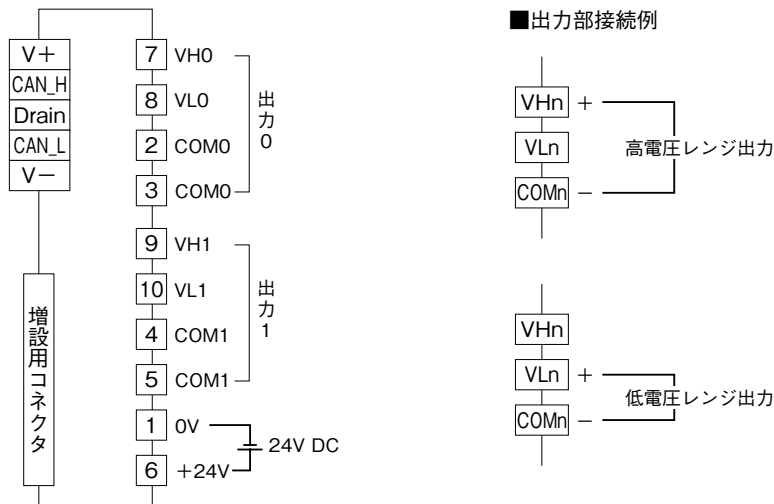 V+
CAN_H
Drain
CAN_L
V−
増設用コネクタ
7 VH0
8 VL0
2 COM0
3 COM0
出力0
9 VH1
10 VL1
4 COM1
5 COM1
出力1
1 0V
6 +24V
24V DC
■出力部接続例
VHn +
VLn
COMn −
高電圧レンジ出力
VHn
VLn +
COMn −
低電圧レンジ出力